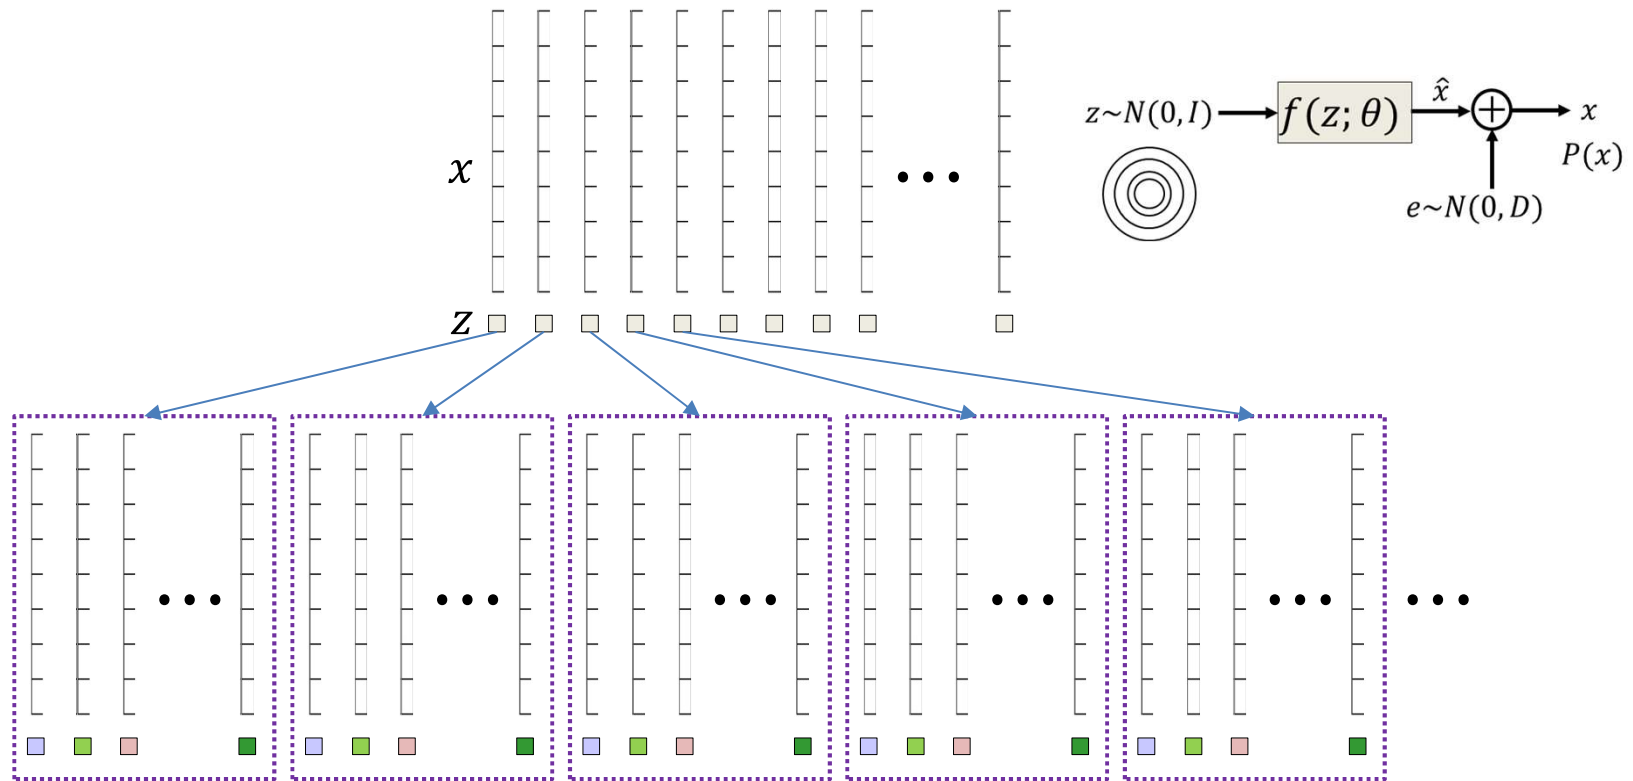 x
z
z~N(0, I)
f(z; θ)
x̂
x
P(x)
e~N(0, D)